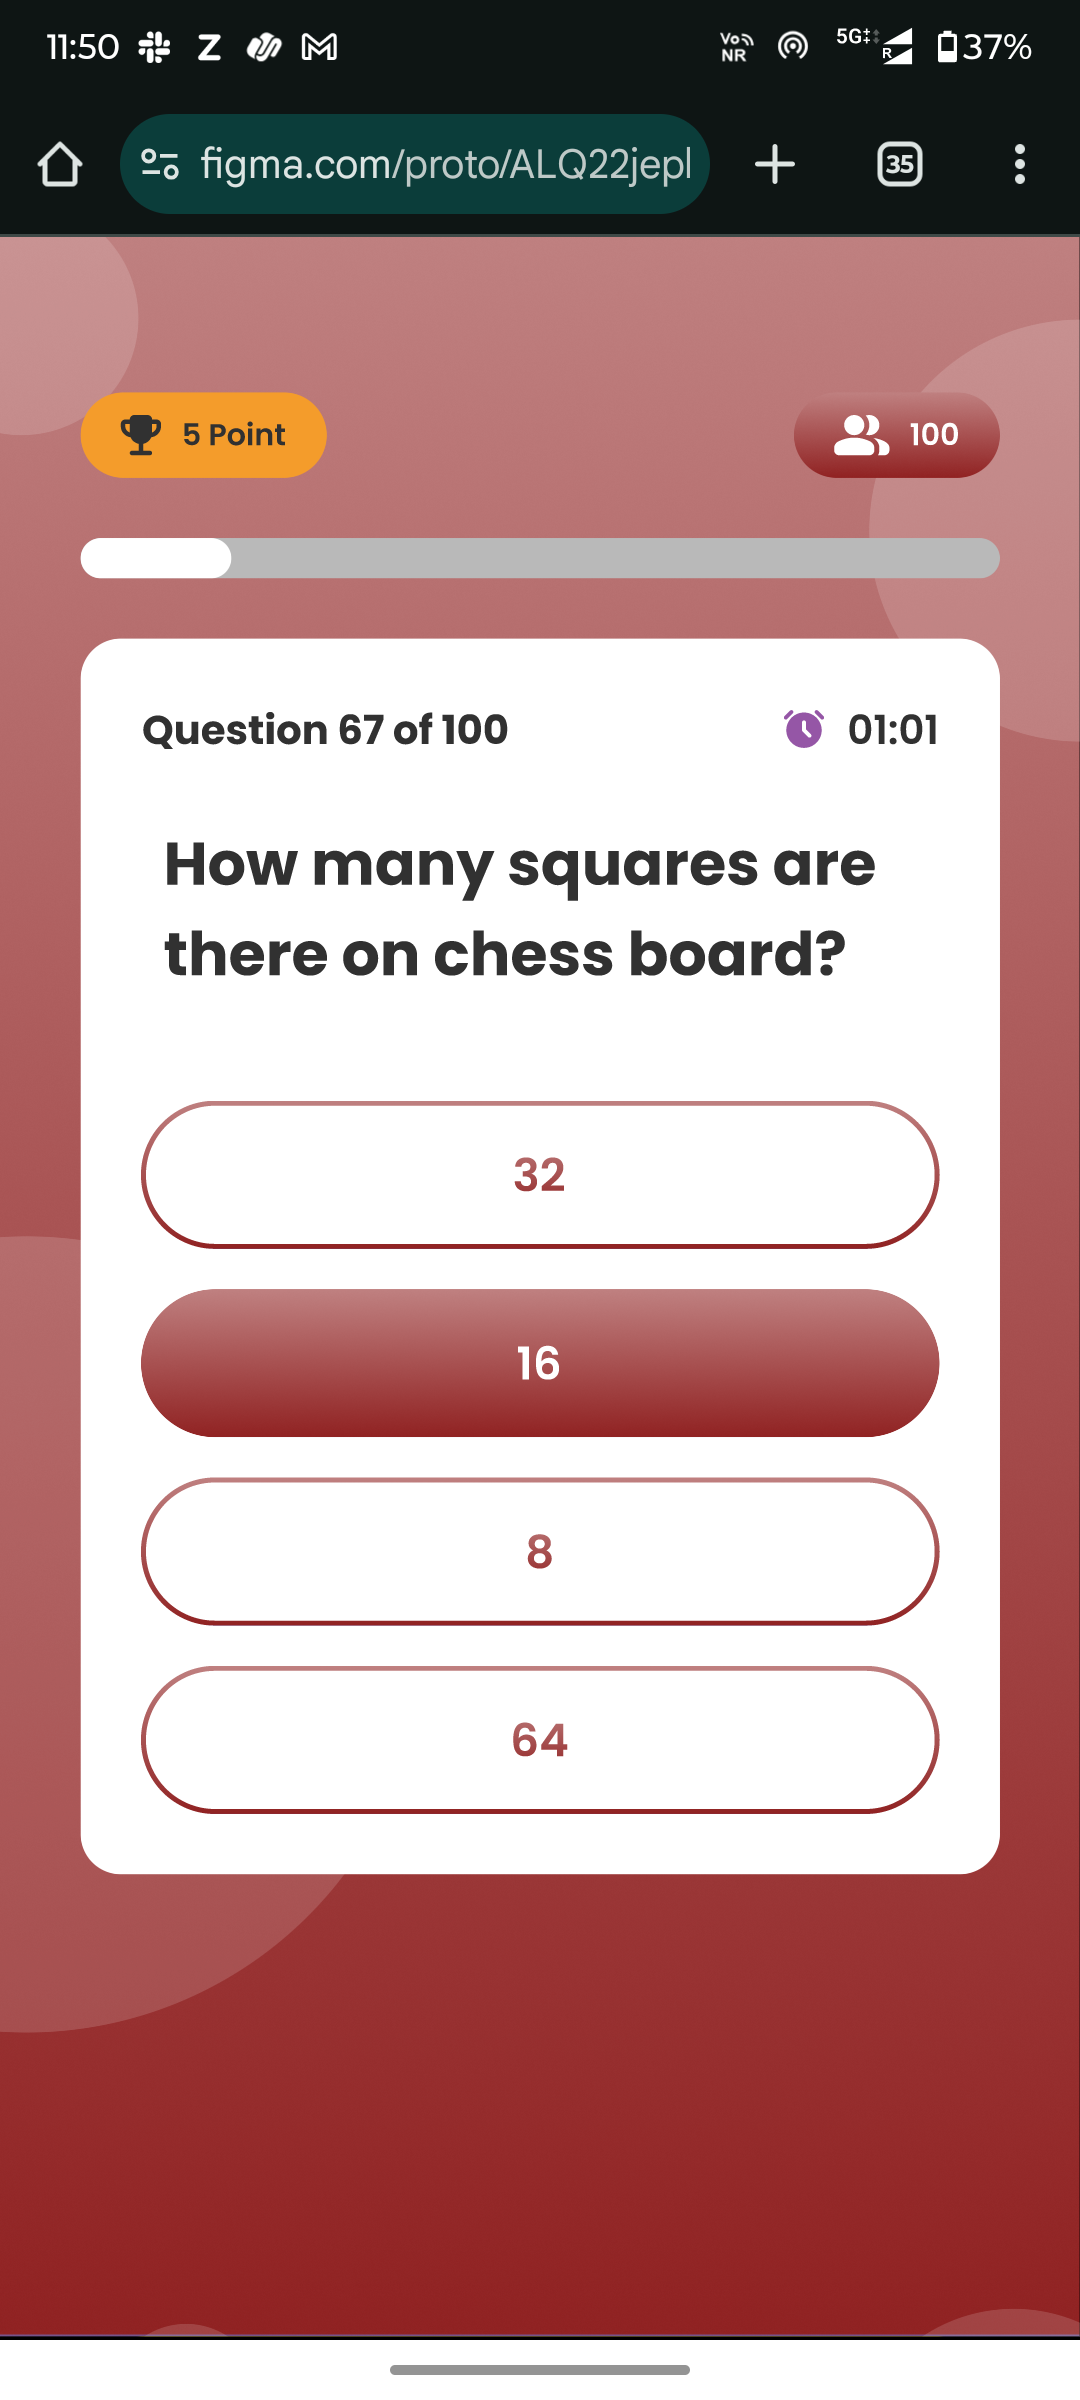 11:50
Vo NR
5G
R
37%
figma.com/proto/ALQ22jepl
35
5 Point
100
Question 67 of 100
01:01
How many squares are
there on chess board?
32
16
8
64